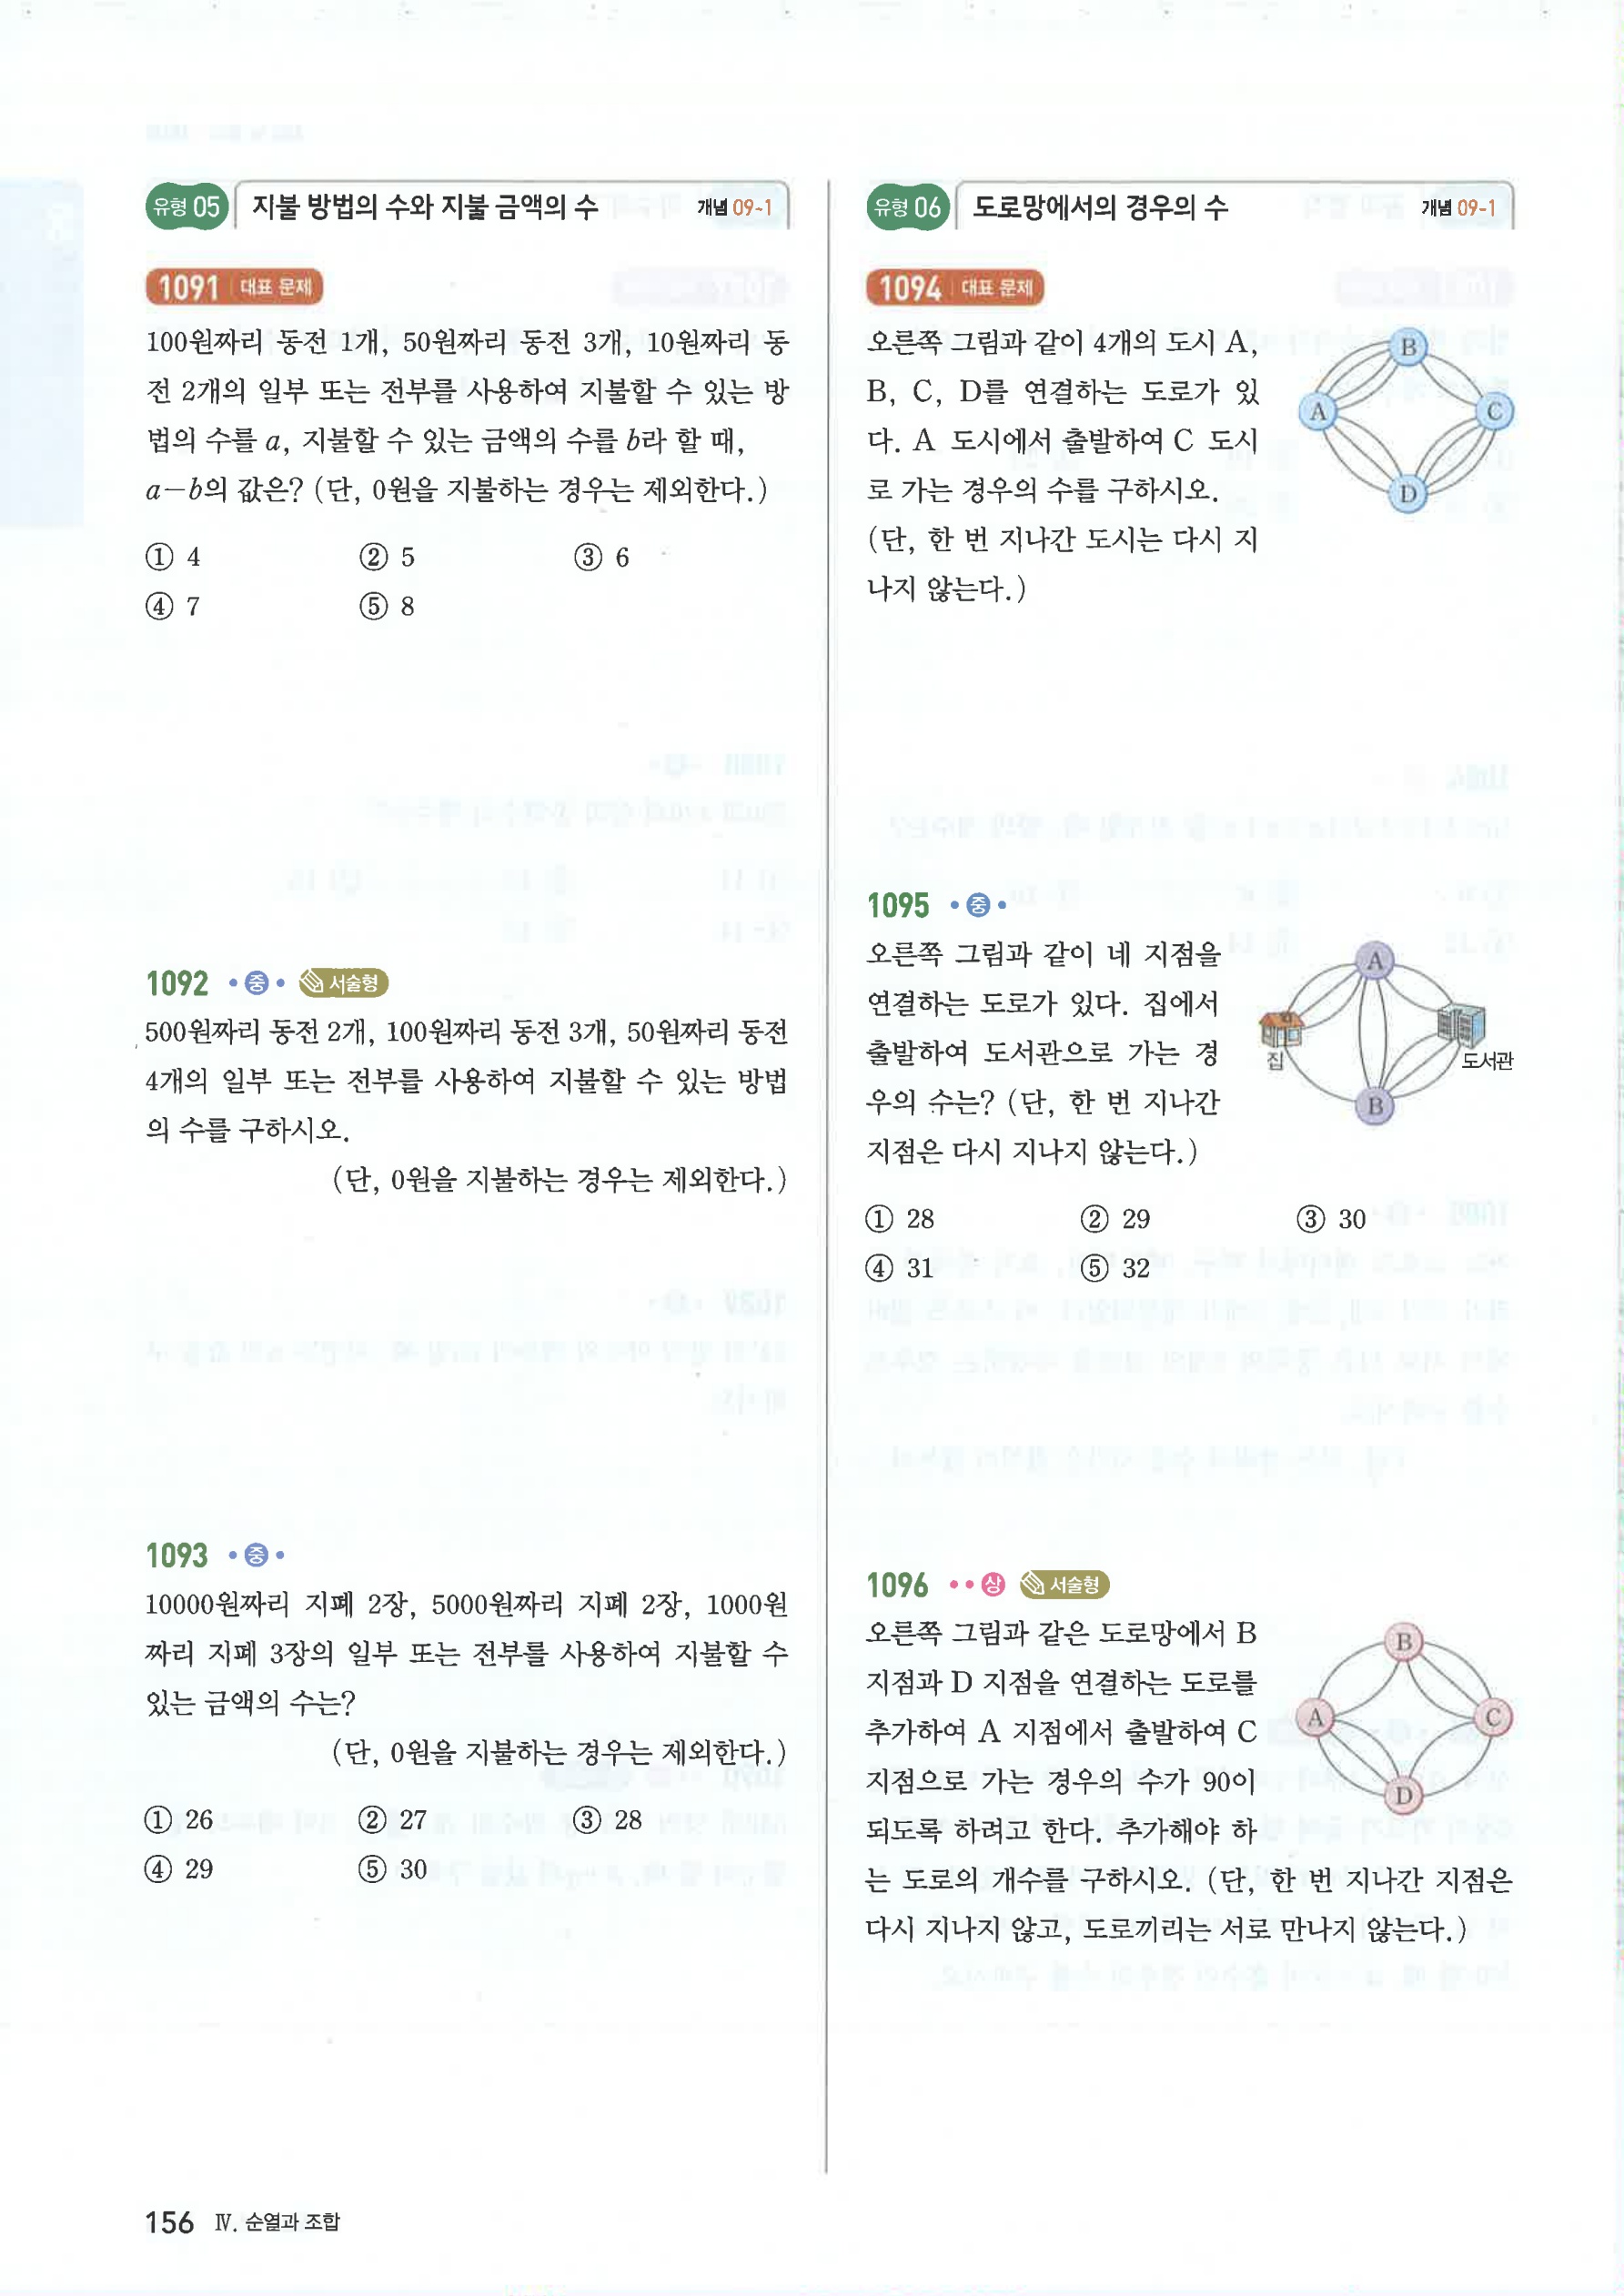 유형 05 지불 방법의 수와 지불 금액의 수 개념 09-1
1091 대표 문제
100원짜리 동전 1개, 50원짜리 동전 3개, 10원짜리 동
전 2개의 일부 또는 전부를 사용하여 지불할 수 있는 방
법의 수를 a, 지불할 수 있는 금액의 수를 b라 할 때,
a-b의 값은? (단, 0원을 지불하는 경우는 제외한다.)
① 4 ② 5 ③ 6
④ 7 ⑤ 8
1092 중 서술형
500원짜리 동전 2개, 100원짜리 동전 3개, 50원짜리 동전
4개의 일부 또는 전부를 사용하여 지불할 수 있는 방법
의 수를 구하시오.
(단, 0원을 지불하는 경우는 제외한다.)
1093 중
10000원짜리 지폐 2장, 5000원짜리 지폐 2장, 1000원
짜리 지폐 3장의 일부 또는 전부를 사용하여 지불할 수
있는 금액의 수는?
(단, 0원을 지불하는 경우는 제외한다.)
① 26 ② 27 ③ 28
④ 29 ⑤ 30
유형 06 도로망에서의 경우의 수 개념 09-1
1094 대표 문제
오른쪽 그림과 같이 4개의 도시 A,
B, C, D를 연결하는 도로가 있
다. A 도시에서 출발하여 C 도시
로 가는 경우의 수를 구하시오.
(단, 한 번 지나간 도시는 다시 지
나지 않는다.)
B
A
C
D
1095 중
오른쪽 그림과 같이 네 지점을
연결하는 도로가 있다. 집에서
출발하여 도서관으로 가는 경
우의 수는? (단, 한 번 지나간
지점은 다시 지나지 않는다.)
A
집
도서관
B
① 28 ② 29 ③ 30
④ 31 ⑤ 32
1096 상 서술형
오른쪽 그림과 같은 도로망에서 B
지점과 D 지점을 연결하는 도로를
추가하여 A 지점에서 출발하여 C
지점으로 가는 경우의 수가 90이
되도록 하려고 한다. 추가해야 하
는 도로의 개수를 구하시오. (단, 한 번 지나간 지점은
다시 지나지 않고, 도로끼리는 서로 만나지 않는다.)
B
A
C
D
156 Ⅳ. 순열과 조합